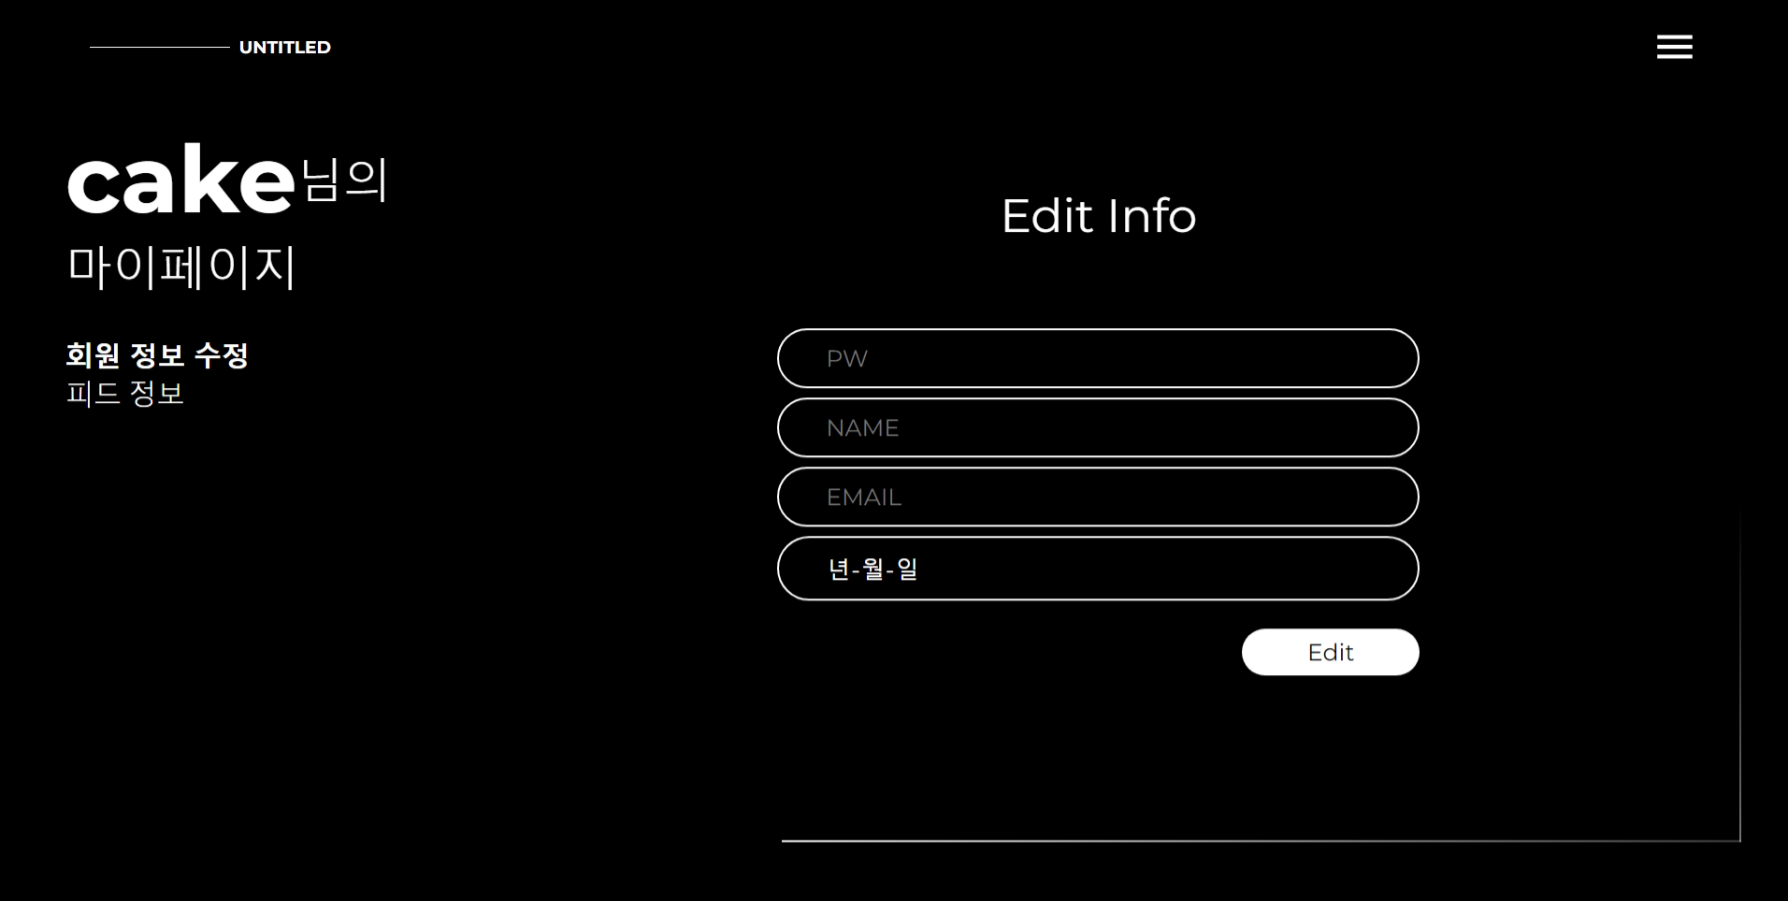 UNTITLED
cake님의
마이페이지
회원 정보 수정
피드 정보
Edit Info
PW
NAME
EMAIL
년-월-일
Edit